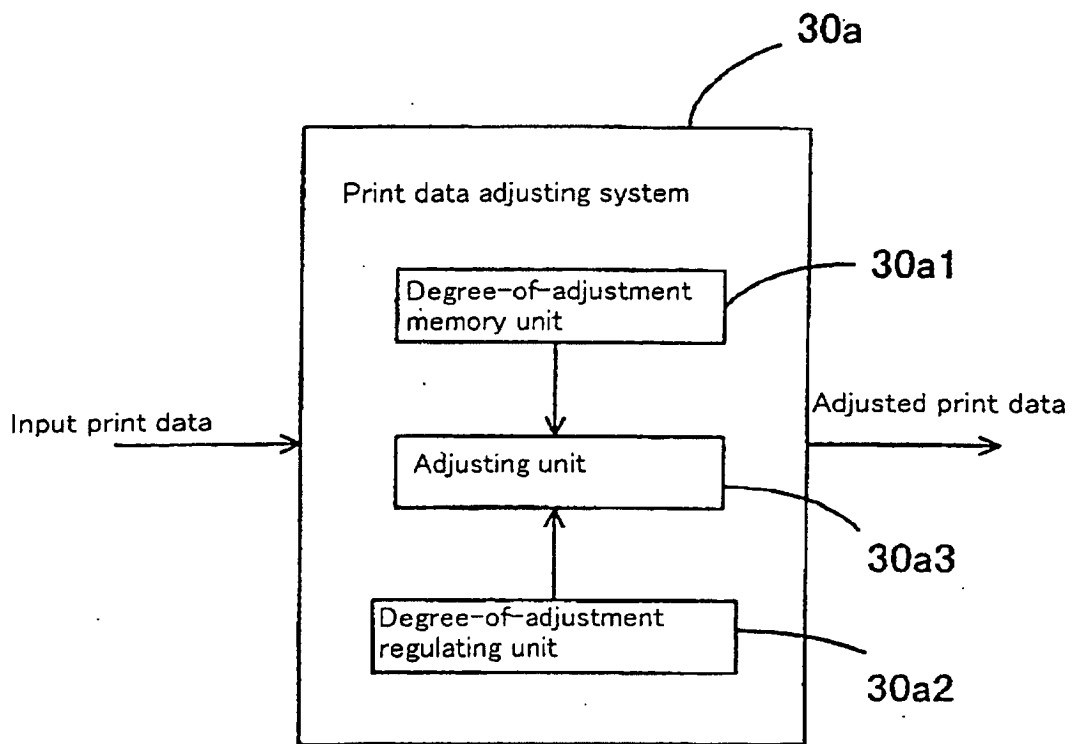 30a
Print data adjusting system
30a1
Degree-of-adjustment
memory unit
Input print data
Adjusted print data
Adjusting unit
30a3
Degree-of-adjustment
regulating unit
30a2